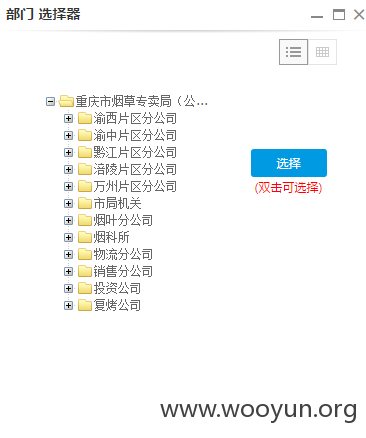 部门 选择器
重庆市烟草专卖局（公...
渝西片区分公司
渝中片区分公司
黔江片区分公司
涪陵片区分公司
万州片区分公司
市局机关
烟叶分公司
烟科所
物流分公司
销售分公司
投资公司
复烤公司
选择
(双击可选择)
www.wooyun.org